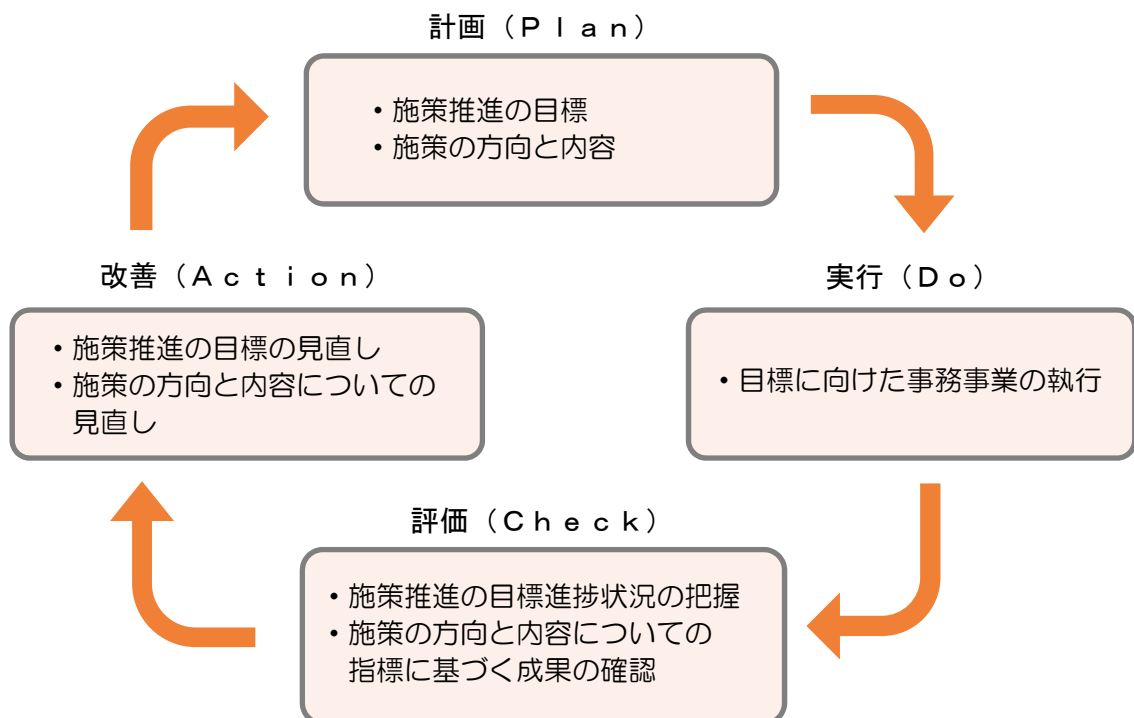 計画（Ｐｌａｎ）
・施策推進の目標
・施策の方向と内容
改善（Ａｃｔｉｏｎ）
・施策推進の目標の見直し
・施策の方向と内容についての
見直し
実行（Ｄｏ）
・目標に向けた事務事業の執行
評価（Ｃｈｅｃｋ）
・施策推進の目標進捗状況の把握
・施策の方向と内容についての
指標に基づく成果の確認